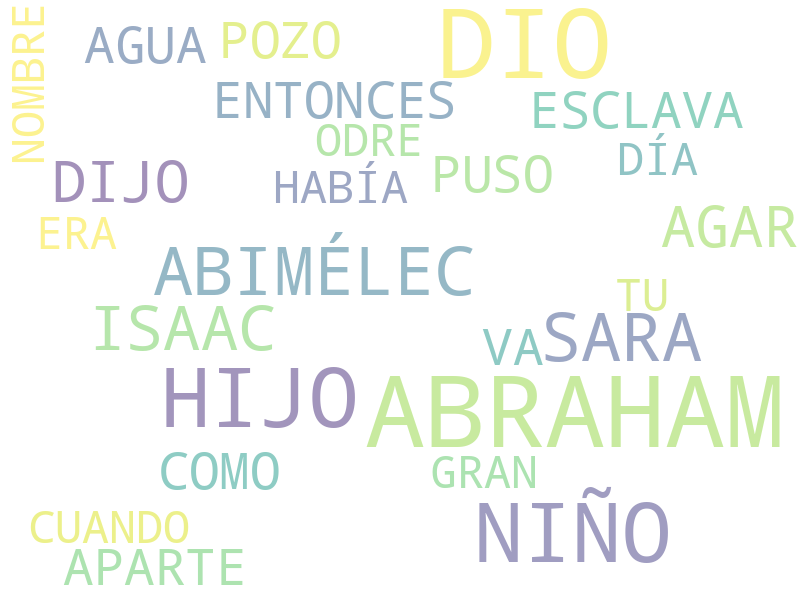 NOMBRE
AGUA
POZO
DIO
ENTONCES
ESCLAVA
ODRE
DÍA
DIJO
HABÍA
PUSO
ERA
AGAR
ABIMÉLEC
TU
ISAAC
VA
SARA
HIJO
ABRAHAM
COMO
GRAN
NIÑO
CUANDO
APARTE